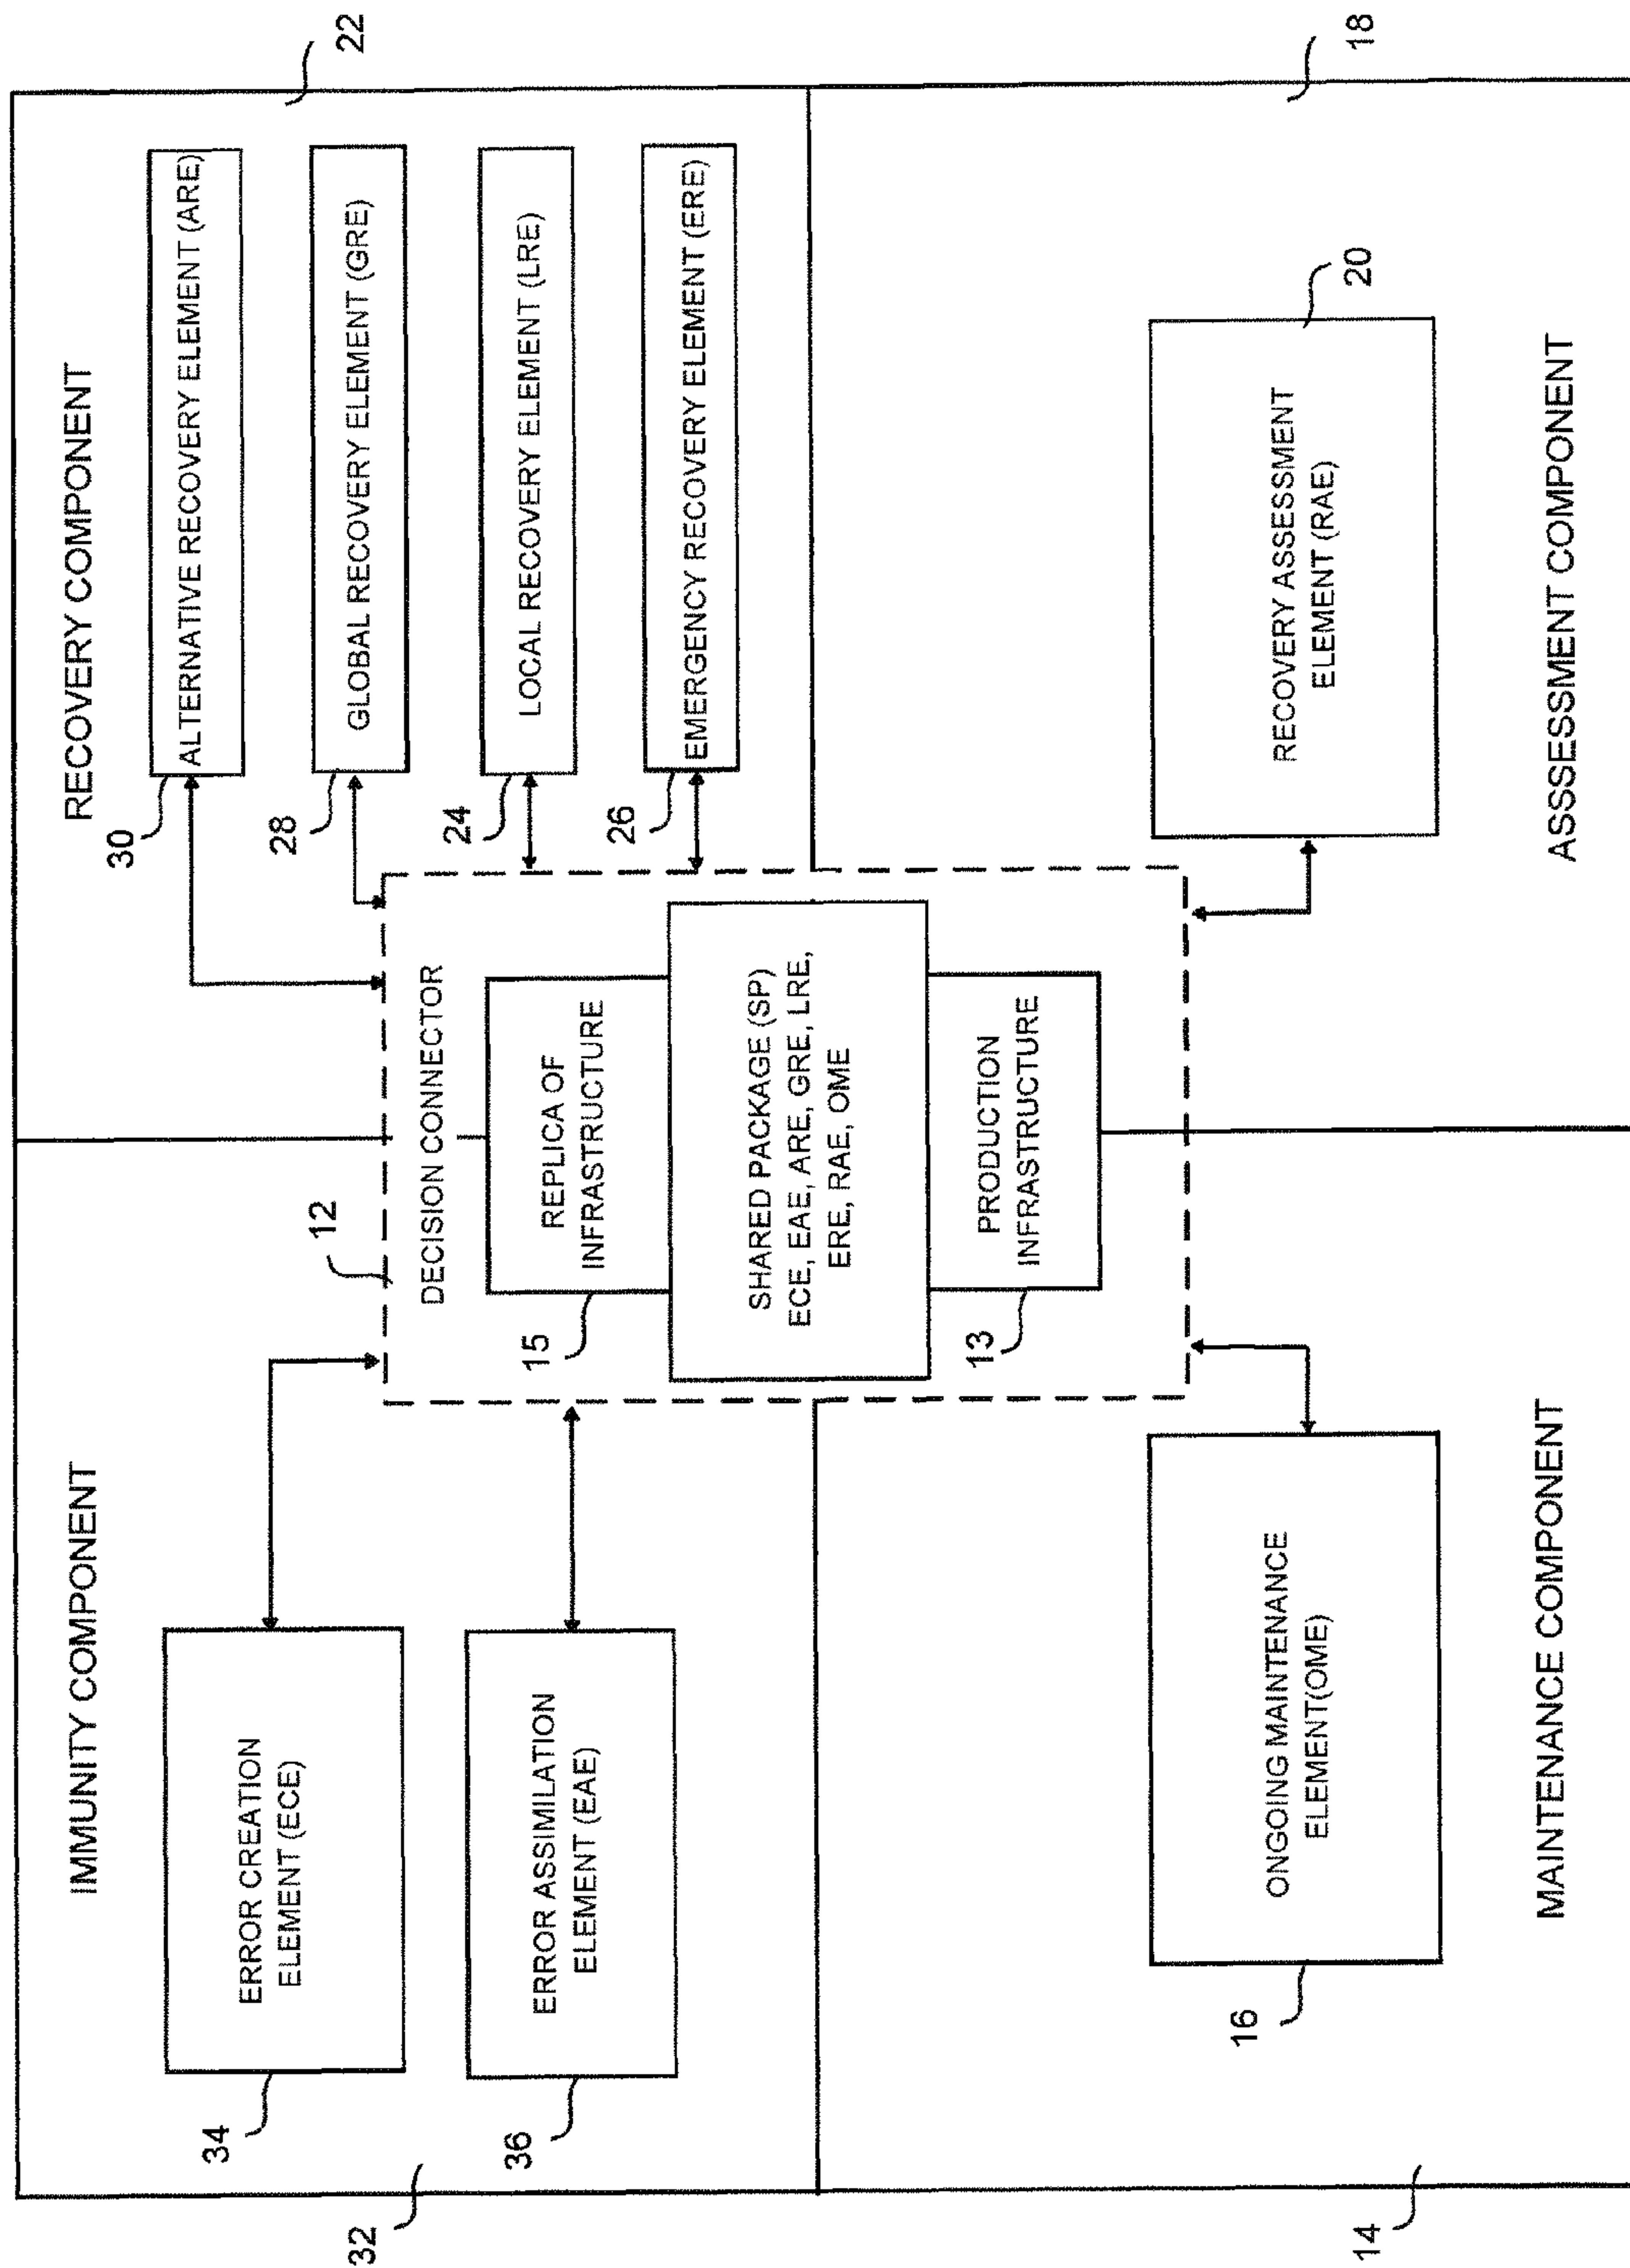 IMMUNITY COMPONENT
RECOVERY COMPONENT
22
32
34
ERROR CREATION
ELEMENT (ECE)
36
ERROR ASSIMILATION
ELEMENT (EAE)
12
DECISION CONNECTOR
15
REPLICA OF
INFRASTRUCTURE
SHARED PACKAGE (SP)
ECE, EAE, ARE, GRE, LRE,
ERE, RAE, OME
13
PRODUCTION
INFRASTRUCTURE
30
ALTERNATIVE RECOVERY ELEMENT (ARE)
28
GLOBAL RECOVERY ELEMENT (GRE)
24
LOCAL RECOVERY ELEMENT (LRE)
26
EMERGENCY RECOVERY ELEMENT (ERE)
14
16
ONGOING MAINTENANCE
ELEMENT(OME)
MAINTENANCE COMPONENT
18
20
RECOVERY ASSESSMENT
ELEMENT (RAE)
ASSSESSMENT COMPONENT